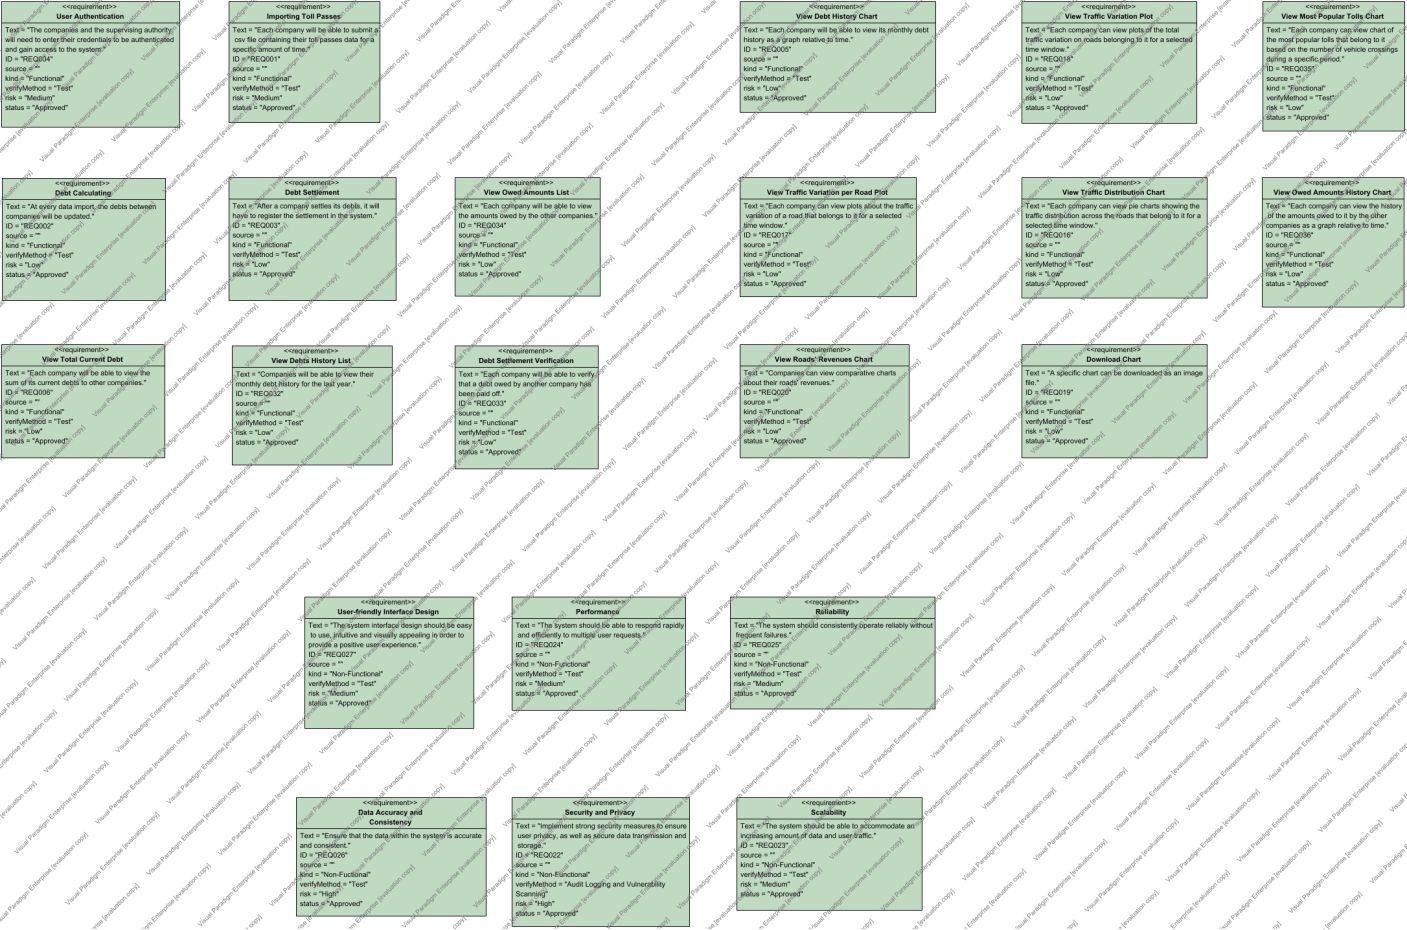 <<requirement>>
User Authentication
Text = "The companies and the supervising authority
will need to enter their credentials to be authenticated
and gain access to the system."
ID = "REQ004"
source = ""
kind = "Functional"
verifyMethod = "Test"
risk = "Medium"
status = "Approved"
<<requirement>>
Importing Toll Passes
Text = "Each company will be able to submit a
csv file containing their toll passes data for a
specific amount of time."
ID = "REQ001"
source = ""
kind = "Functional"
verifyMethod = "Test"
risk = "Medium"
status = "Approved"
<<requirement>>
View Debt History Chart
Text = "Each company will be able to view its monthly debt
history as a graph relative to time."
ID = "REQ005"
source = ""
kind = "Functional"
verifyMethod = "Test"
risk = "Low"
status = "Approved"
<<requirement>>
View Traffic Variation Plot
Text = "Each company can view plots of the total
traffic variation on roads belonging to it for a selected
time window."
ID = "REQ018"
source = ""
kind = "Functional"
verifyMethod = "Test"
risk = "Low"
status = "Approved"
<<requirement>>
View Most Popular Tolls Chart
Text = "Each company can view chart of
the most popular tolls that belong to it
based on the number of vehicle crossings
during a specific period."
ID = "REQ035"
source = ""
kind = "Functional"
verifyMethod = "Test"
risk = "Low"
status = "Approved"
<<requirement>>
Debt Calculating
Text = "At every data import, the debts between
companies will be updated."
ID = "REQ002"
source = ""
kind = "Functional"
verifyMethod = "Test"
risk = "Low"
status = "Approved"
<<requirement>>
Debt Settlement
Text = "After a company settles its debts, it will
have to register the settlement in the system."
ID = "REQ003"
source = ""
kind = "Functional"
verifyMethod = "Test"
risk = "Low"
status = "Approved"
<<requirement>>
View Owed Amounts List
Text = "Each company will be able to view
the amounts owed by the other companies."
ID = "REQ034"
source = ""
kind = "Functional"
verifyMethod = "Test"
risk = "Low"
status = "Approved"
<<requirement>>
View Traffic Variation per Road Plot
Text = "Each company can view plots about the traffic
variation of a road that belongs to it for a selected
time window."
ID = "REQ017"
source = ""
kind = "Functional"
verifyMethod = "Test"
risk = "Low"
status = "Approved"
<<requirement>>
View Traffic Distribution Chart
Text = "Each company can view pie charts showing the
traffic distribution across the roads that belong to it for a
selected time window."
ID = "REQ016"
source = ""
kind = "Functional"
verifyMethod = "Test"
risk = "Low"
status = "Approved"
<<requirement>>
View Owed Amounts History Chart
Text = "Each company can view the history
of the amounts owed to it by the other
companies as a graph relative to time."
ID = "REQ036"
source = ""
kind = "Functional"
verifyMethod = "Test"
risk = "Low"
status = "Approved"
<<requirement>>
View Total Current Debt
Text = "Each company will be able to view the
sum of its current debts to other companies."
ID = "REQ006"
source = ""
kind = "Functional"
verifyMethod = "Test"
risk = "Low"
status = "Approved"
<<requirement>>
View Debts History List
Text = "Companies will be able to view their
monthly debt history for the last year."
ID = "REQ032"
source = ""
kind = "Functional"
verifyMethod = "Test"
risk = "Low"
status = "Approved"
<<requirement>>
Debt Settlement Verification
Text = "Each company will be able to verify
that a debt owed by another company has
been paid off."
ID = "REQ033"
source = ""
kind = "Functional"
verifyMethod = "Test"
risk = "Low"
status = "Approved"
<<requirement>>
View Roads' Revenues Chart
Text = "Companies can view comparative charts
about their roads' revenues."
ID = "REQ020"
source = ""
kind = "Functional"
verifyMethod = "Test"
risk = "Low"
status = "Approved"
<<requirement>>
Download Chart
Text = "A specific chart can be downloaded as an image
file."
ID = "REQ019"
source = ""
kind = "Functional"
verifyMethod = "Test"
risk = "Low"
status = "Approved"
<<requirement>>
User-friendly Interface Design
Text = "The system interface design should be easy
to use, intuitive and visually appealing in order to
provide a positive user experience."
ID = "REQ027"
source = ""
kind = "Non-Functional"
verifyMethod = "Test"
risk = "Medium"
status = "Approved"
<<requirement>>
Performance
Text = "The system should be able to respond rapidly
and efficiently to multiple user requests."
ID = "REQ024"
source = ""
kind = "Non-Functional"
verifyMethod = "Test"
risk = "Medium"
status = "Approved"
<<requirement>>
Reliability
Text = "The system should consistently operate reliably without
frequent failures."
ID = "REQ025"
source = ""
kind = "Non-Functional"
verifyMethod = "Test"
risk = "Medium"
status = "Approved"
<<requirement>>
Data Accuracy and
Consistency
Text = "Ensure that the data within the system is accurate
and consistent."
ID = "REQ026"
source = ""
kind = "Non-Fuctional"
verifyMethod = "Test"
risk = "High"
status = "Approved"
<<requirement>>
Security and Privacy
Text = "Implement strong security measures to ensure
user privacy, as well as secure data transmission and
storage."
ID = "REQ022"
source = ""
kind = "Non-Functional"
verifyMethod = "Audit Logging and Vulnerability
Scanning"
risk = "High"
status = "Approved"
<<requirement>>
Scalability
Text = "The system should be able to accommodate an
increasing amount of data and user traffic."
ID = "REQ023"
source = ""
kind = "Non-Functional"
verifyMethod = "Test"
risk = "Medium"
status = "Approved"
Visual Paradigm Enterprise [evaluation copy]